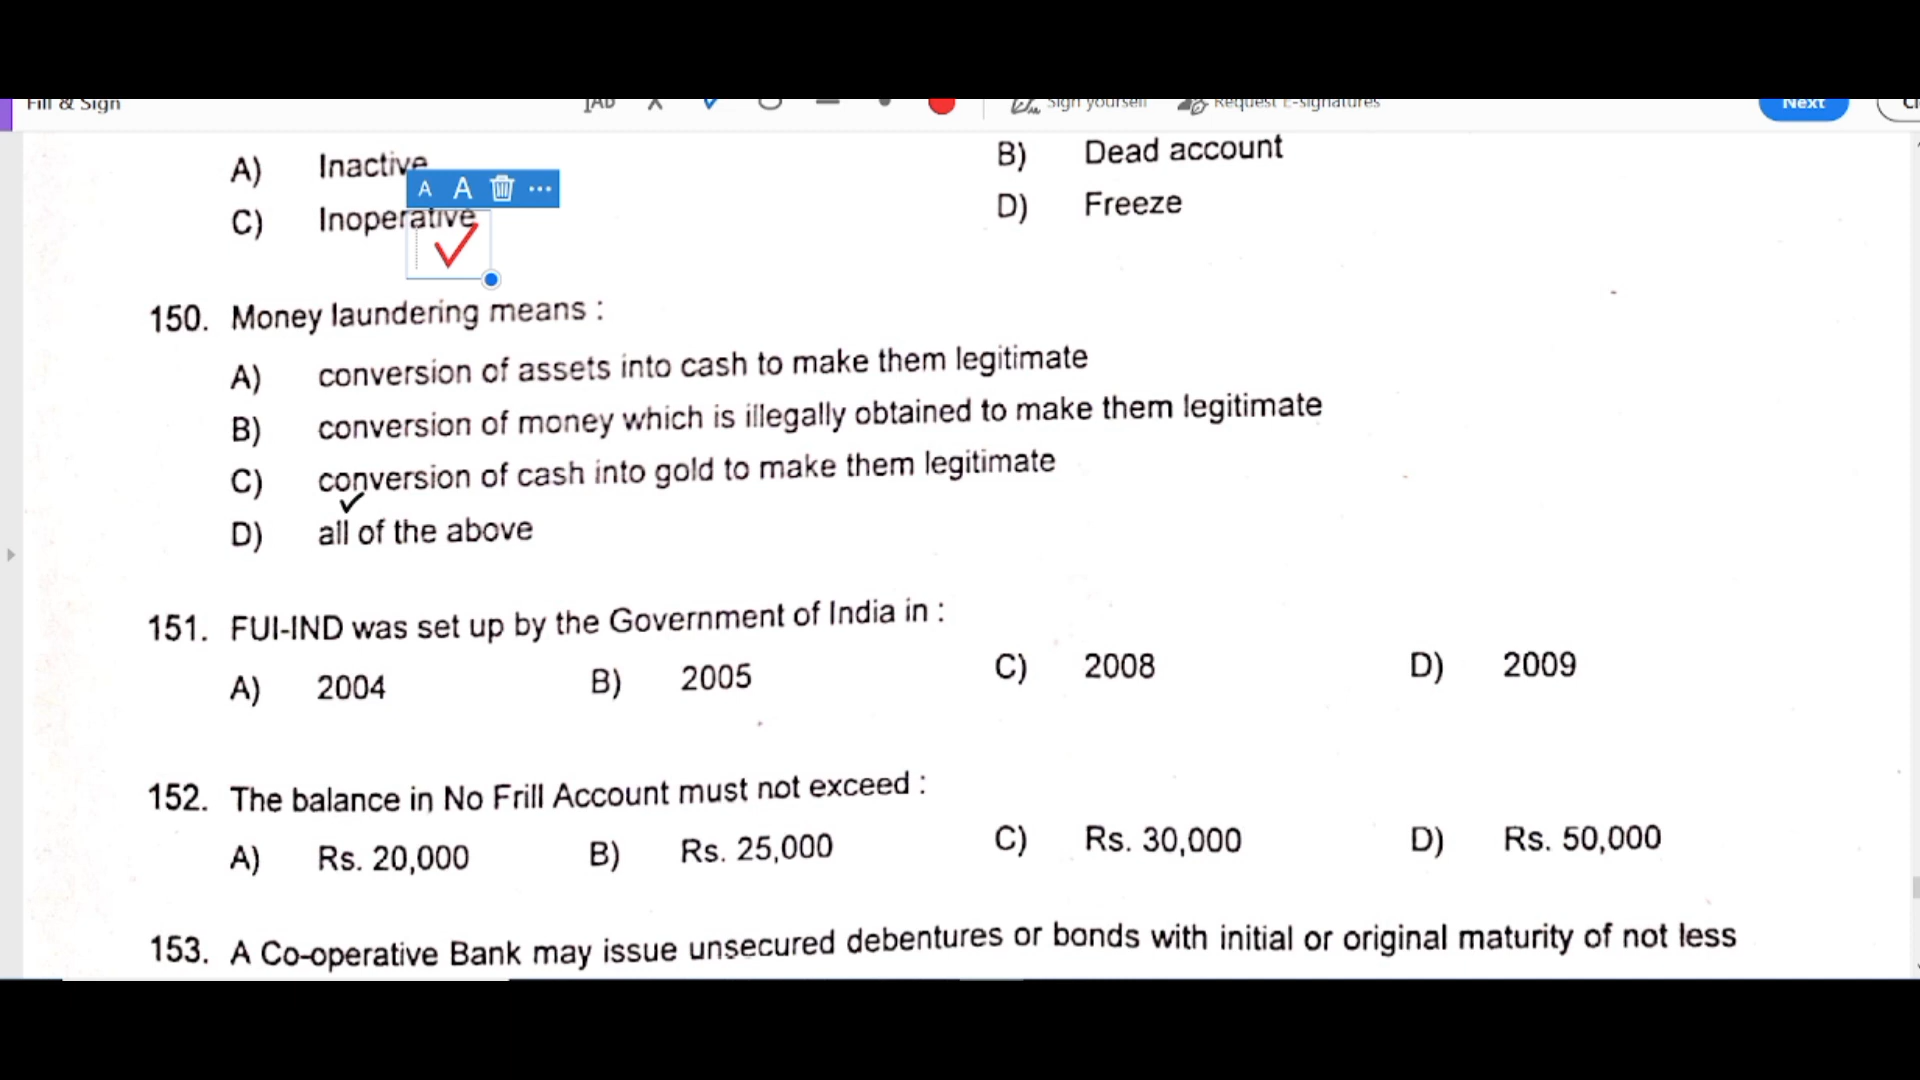 Fill & Sign Sign yourself Request E-signatures Next
A) Inactive B) Dead account
C) Inoperative D) Freeze
150. Money laundering means :
A) conversion of assets into cash to make them legitimate
B) conversion of money which is illegally obtained to make them legitimate
C) conversion of cash into gold to make them legitimate
D) all of the above
151. FUI-IND was set up by the Government of India in :
A) 2004 B) 2005 C) 2008 D) 2009
152. The balance in No Frill Account must not exceed :
A) Rs. 20,000 B) Rs. 25,000 C) Rs. 30,000 D) Rs. 50,000
153. A Co-operative Bank may issue unsecured debentures or bonds with initial or original maturity of not less